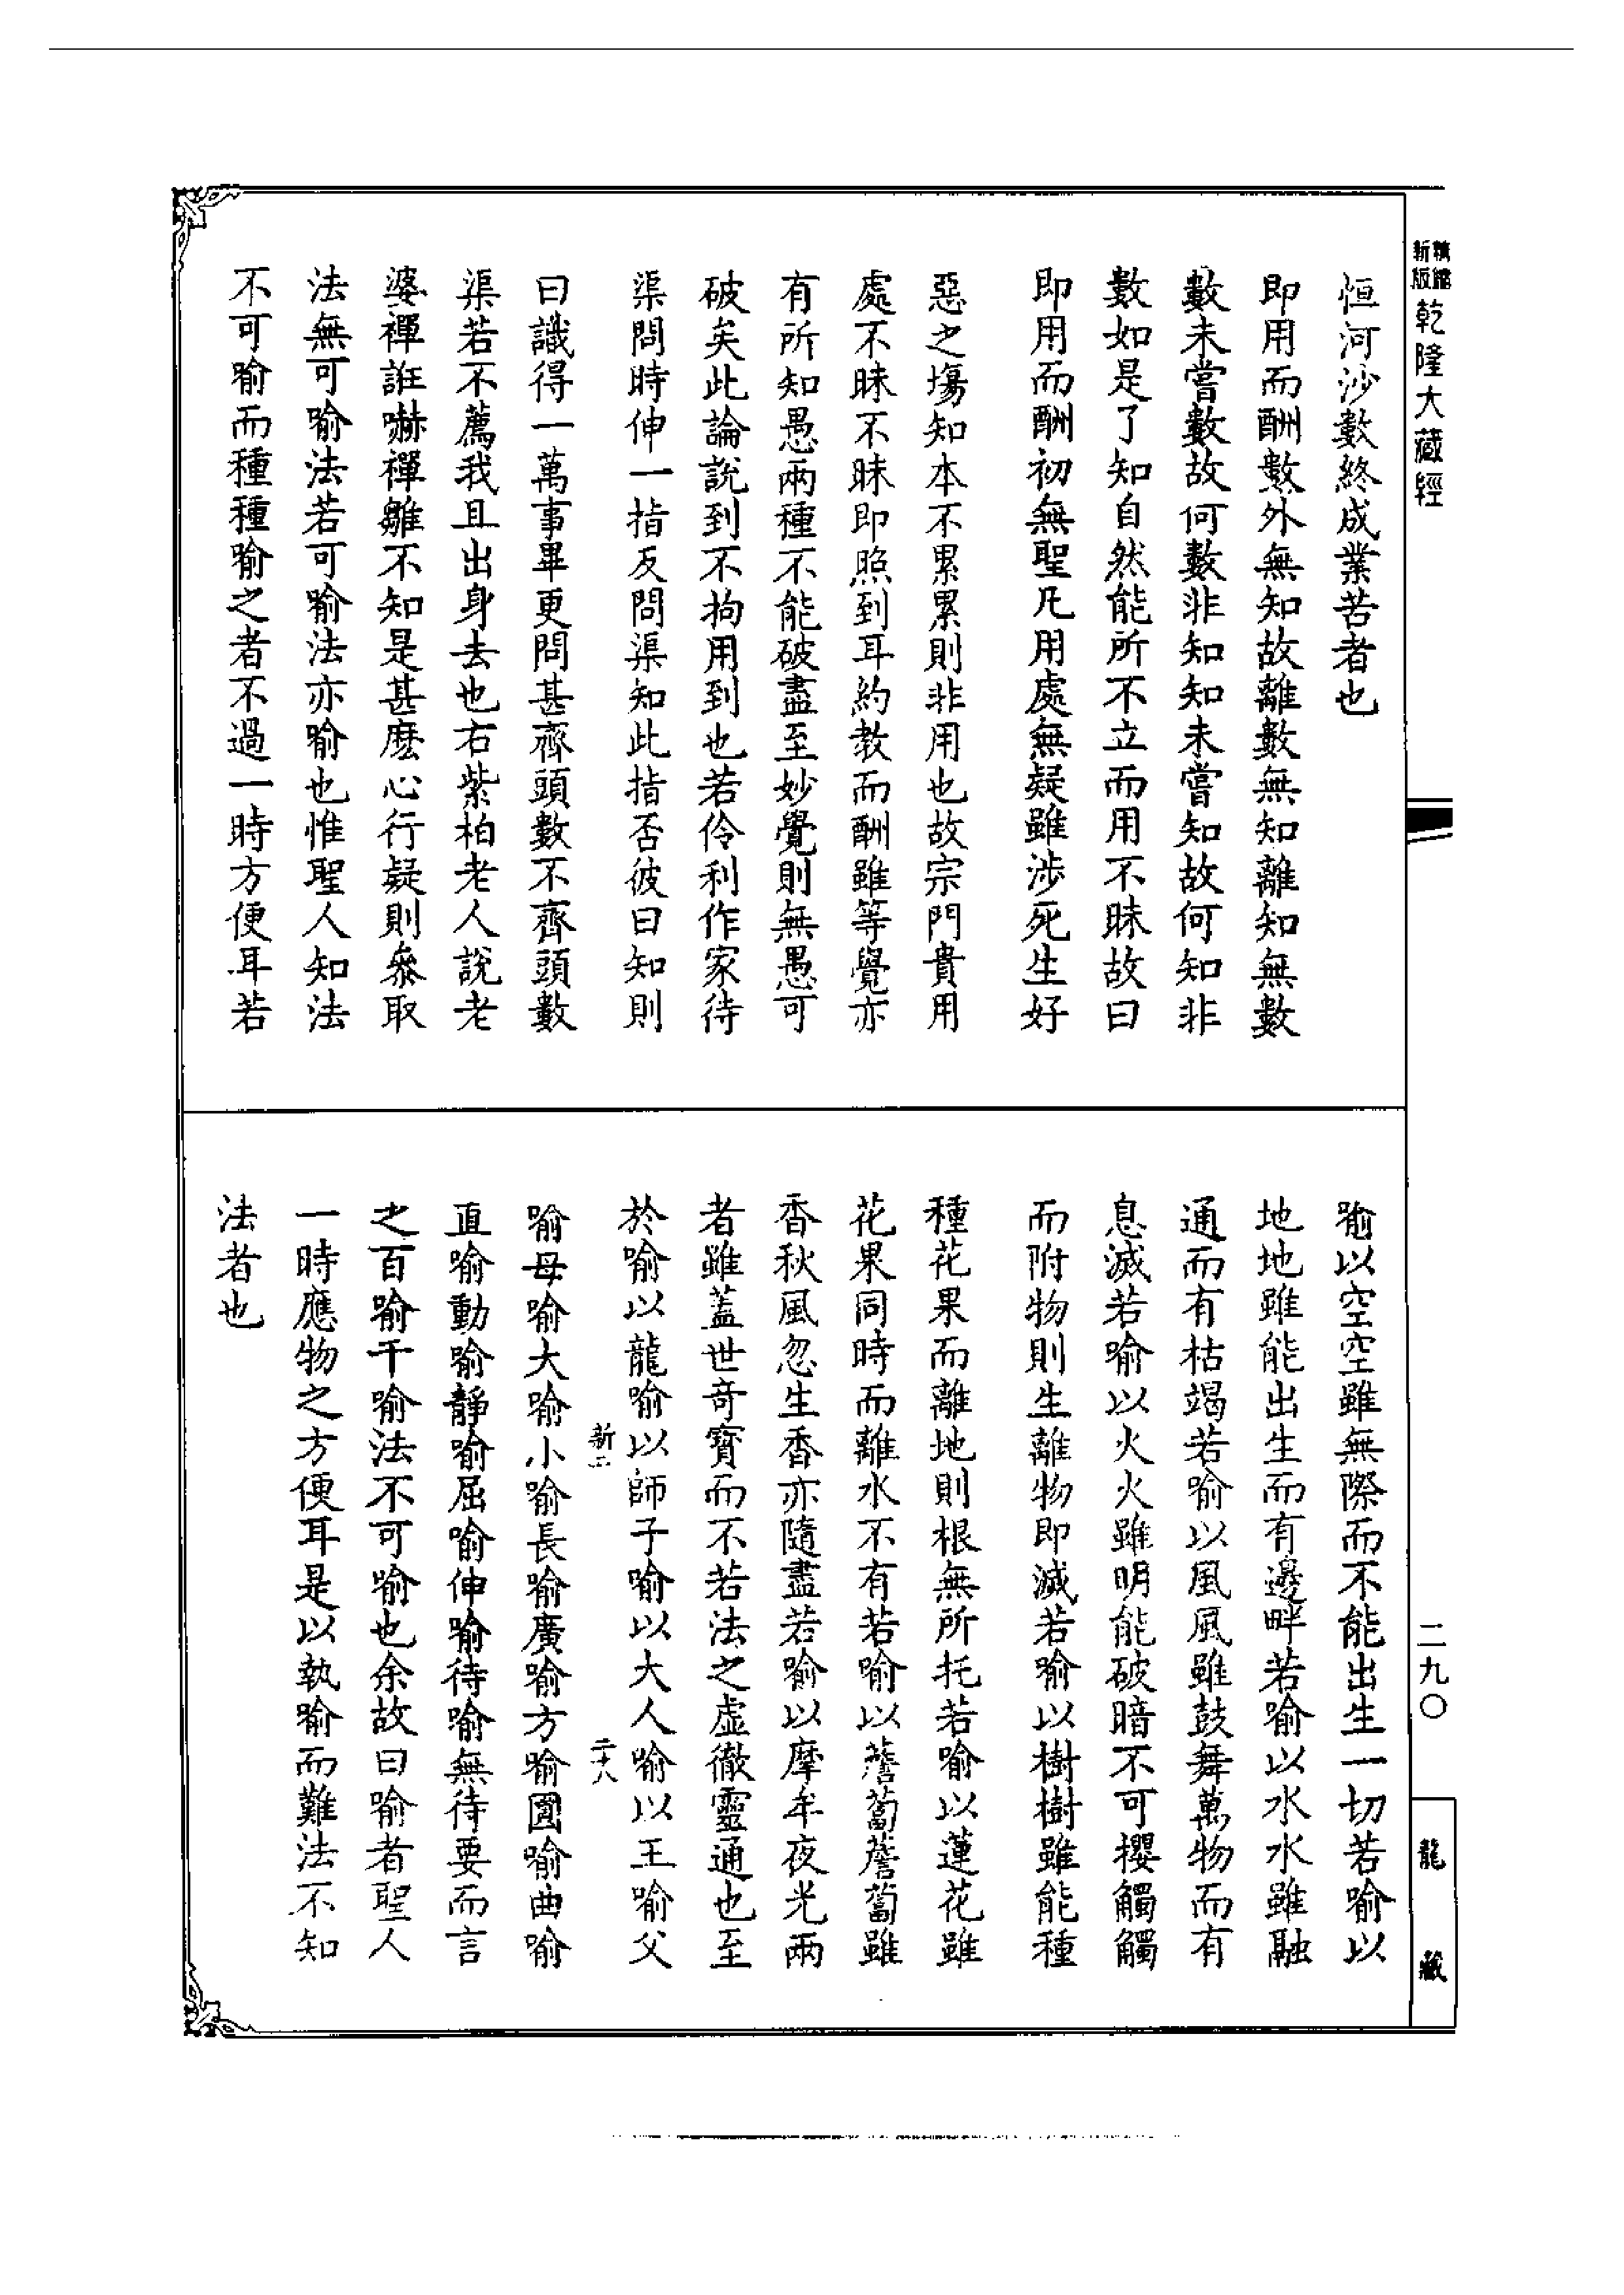 新版精縮
乾隆大藏經
恒河沙數終成業苦者也
即用而酬數外無知故離數無知離知無數
數未嘗數故何數非知知未嘗知故何知非
數如是了知自然能所不立而用不昧故曰
即用而酬初無聖凡用處無疑雖涉死生好
惡之塲知本不累累則非用也故宗門貴用
處不昧不昧即照到耳約教而酬雖等覺亦
有所知愚兩種不能破盡至妙覺則無愚可
破矣此論說到不拘用到也若伶利作家待
渠問時伸一指反問渠知此指否彼曰知則
曰識得一萬事畢更問甚齊頭數不齊頭數
渠若不薦我且出身去也右紫柏老人說老
婆禪誑嚇禪雛不知是甚麽心行疑則叅取
法無可喻法若可喻法亦喻也惟聖人知法
不可喻而種種喻之者不過一時方便耳若
喻以空空雖無際而不能出生一切若喻以
地地雖能出生而有邊畔若喻以水水雖融
通而有枯竭若喻以風風雖鼓舞萬物而有
息滅若喻以火火雖明能破暗不可攖觸觸
而附物則生離物即滅若喻以樹樹雖能種
種花果而離地則根無所托若喻以蓮花雖
花果同時而離水不有若喻以薝蔔薝蔔雖
香秋風忽生香亦隨盡若喻以摩牟夜光兩
者雖蓋世奇寶而不若法之虛徹靈通也至
於喻以龍喻以師子喻以大人喻以王喻父
新二
二十八
喻母喻大喻小喻長喻廣喻方喻圓喻曲喻
直喻動喻靜喻屈喻伸喻待喻無待要而言
之百喻千喻法不可喻也余故曰喻者聖人
一時應物之方便耳是以執喻而難法不知
法者也
二九〇
龍藏